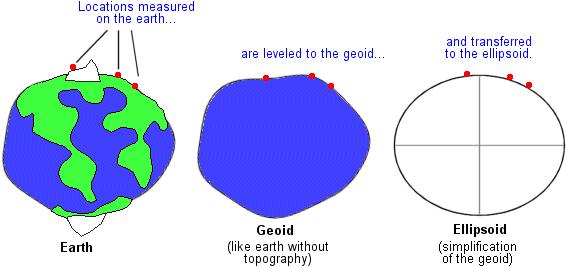 Locations measured
on the earth...
are leveled to the geoid...
and transferred
to the ellipsoid.
Earth
Geoid
(like earth without
topography)
Ellipsoid
(simplification
of the geoid)